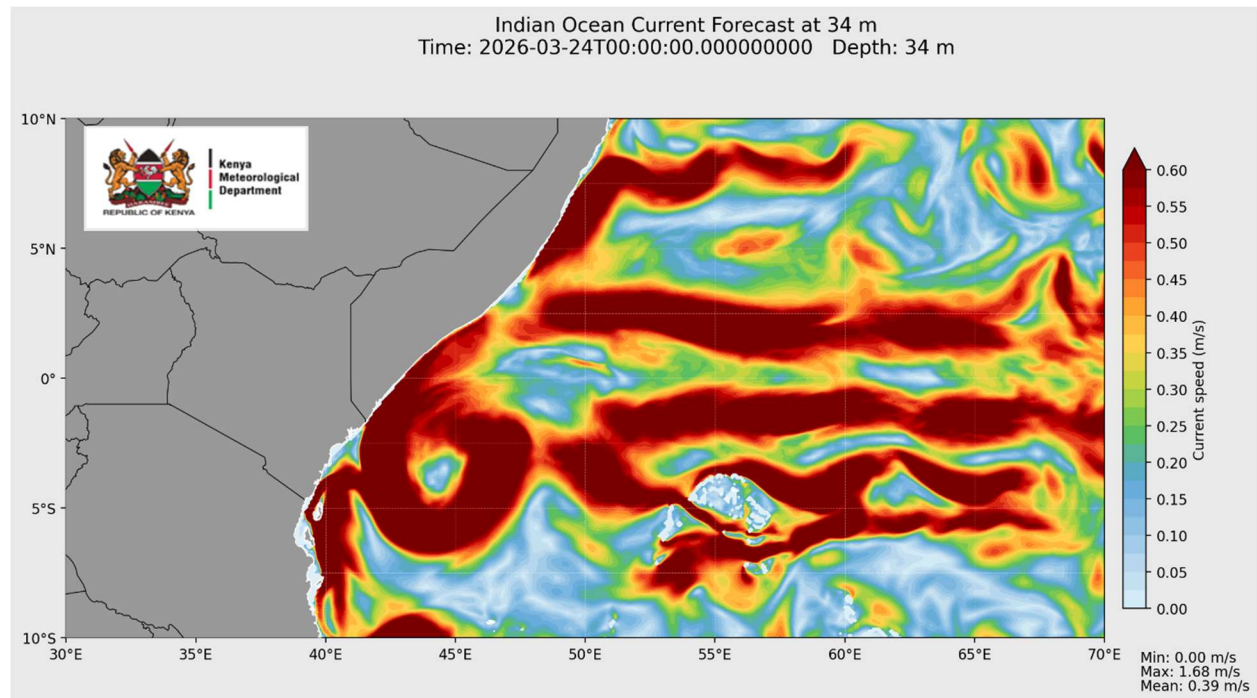 Indian Ocean Current Forecast at 34 m
Time: 2026-03-24T00:00:00.000000000   Depth: 34 m
10°N
5°N
0°
5°S
10°S
30°E
35°E
40°E
45°E
50°E
55°E
60°E
65°E
70°E
Kenya
Meteorological
Department
REPUBLIC OF KENYA
0.60
0.55
0.50
0.45
0.40
0.35
0.30
0.25
0.20
0.15
0.10
0.05
0.00
Current speed (m/s)
Min: 0.00 m/s
Max: 1.68 m/s
Mean: 0.39 m/s